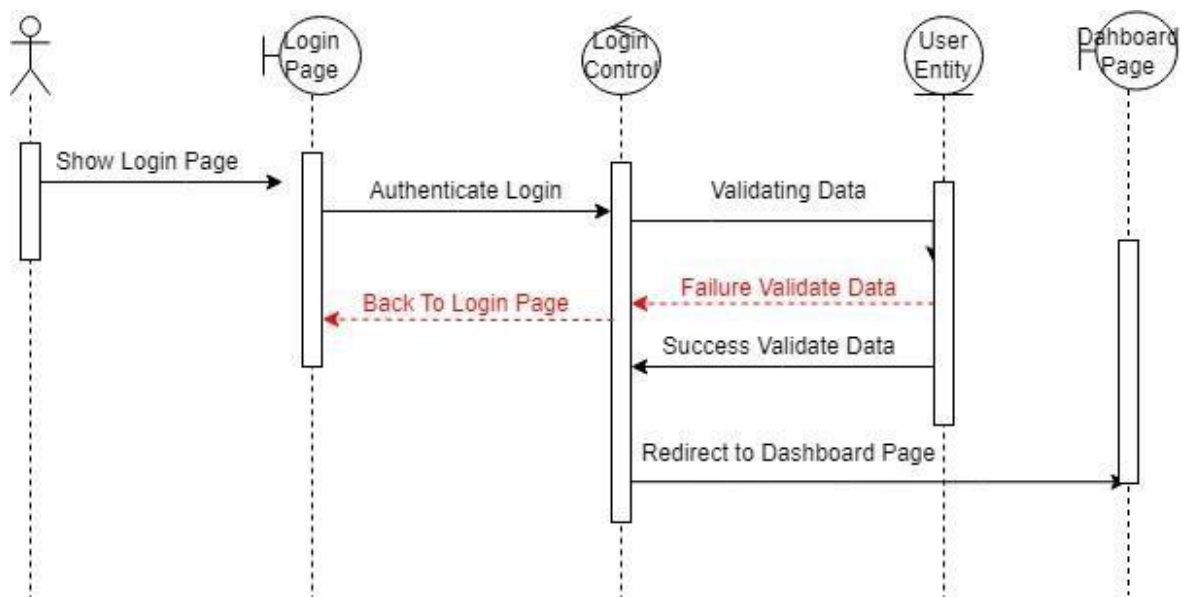 Login
Page
Login
Control
User
Entity
Dahboard
Page
Show Login Page
Authenticate Login
Validating Data
Failure Validate Data
Back To Login Page
Success Validate Data
Redirect to Dashboard Page